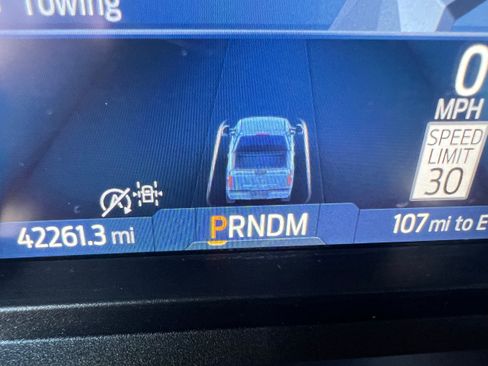 Towing
0
MPH
SPEED
LIMIT
30
42261.3 mi
PRNDM
107 mi to E